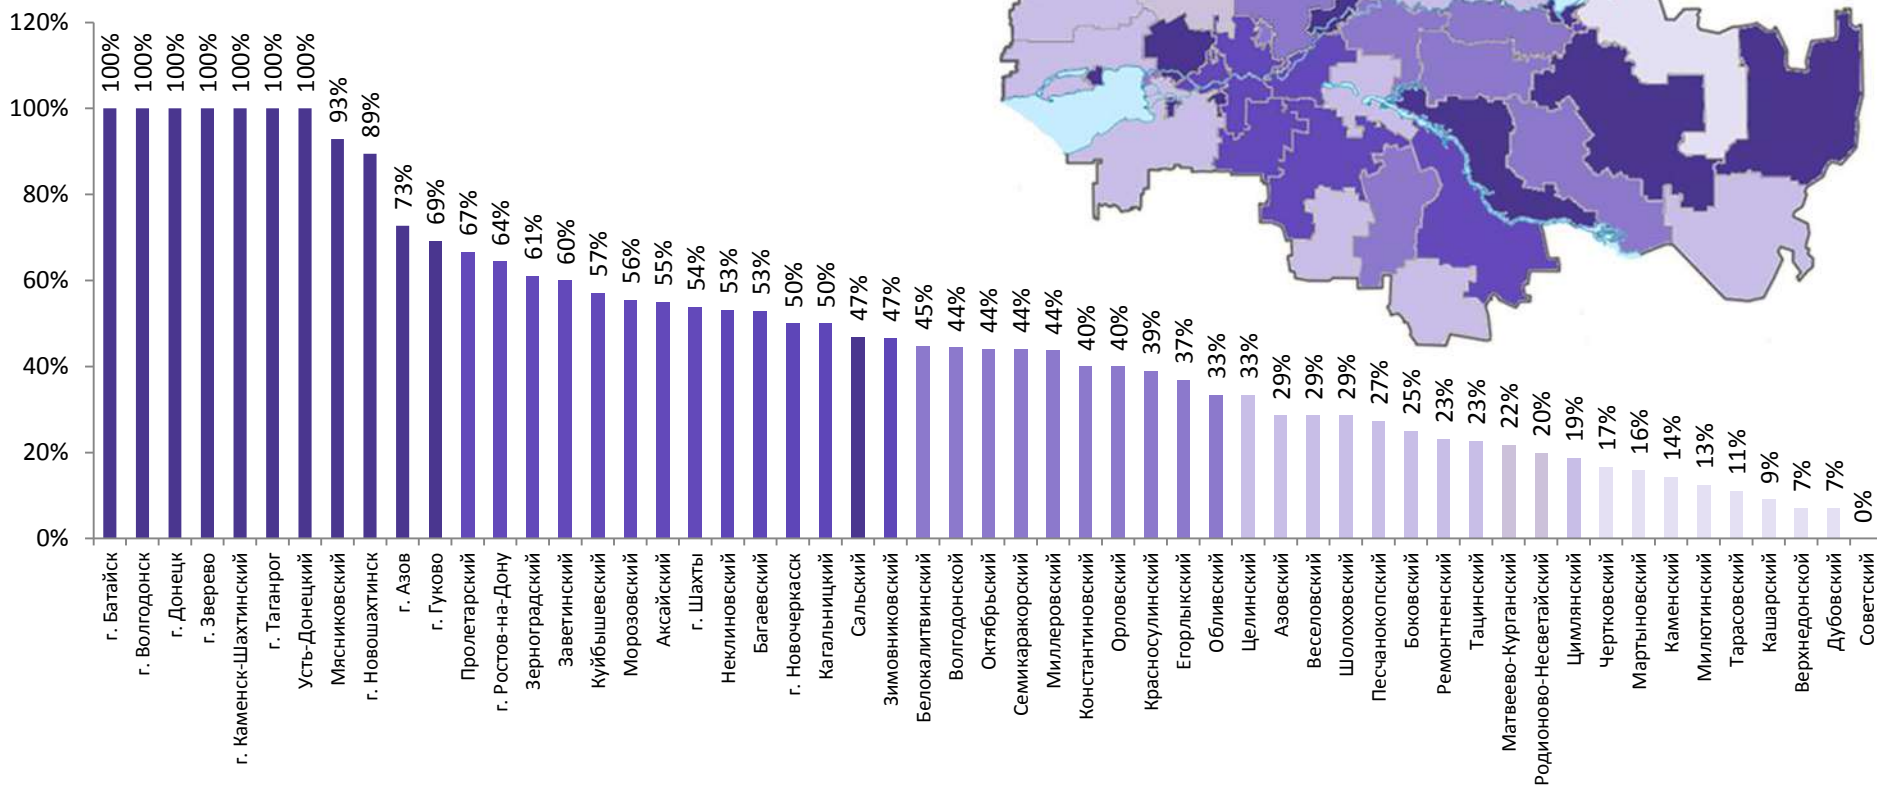 120%
100%
80%
60%
40%
20%
0%
100%
100%
100%
100%
100%
100%
100%
93%
89%
73%
69%
67%
64%
61%
60%
57%
56%
55%
54%
53%
53%
50%
50%
47%
47%
45%
44%
44%
44%
44%
40%
40%
39%
37%
33%
33%
29%
29%
29%
27%
25%
23%
23%
22%
20%
19%
17%
16%
14%
13%
11%
9%
7%
7%
0%
г. Батайск
г. Волгодонск
г. Донецк
г. Зверево
г. Каменск-Шахтинский
г. Таганрог
Усть-Донецкий
Мясниковский
г. Новошахтинск
г. Азов
г. Гуково
Пролетарский
г. Ростов-на-Дону
Зерноградский
Заветинский
Куйбышевский
Морозовский
Аксайский
г. Шахты
Неклиновский
Багаевский
г. Новочеркасск
Кагальницкий
Сальский
Зимовниковский
Белокалитвинский
Волгодонской
Октябрьский
Семикаракорский
Миллеровский
Константиновский
Орловский
Красносулинский
Егорлыкский
Обливский
Целинский
Азовский
Веселовский
Шолоховский
Песчанокопский
Боковский
Ремонтненский
Тацинский
Матвеево-Курганский
Родионово-Несветайский
Цимлянский
Чертковский
Мартыновский
Каменский
Милютинский
Тарасовский
Кашарский
Верхнедонской
Дубовский
Советский